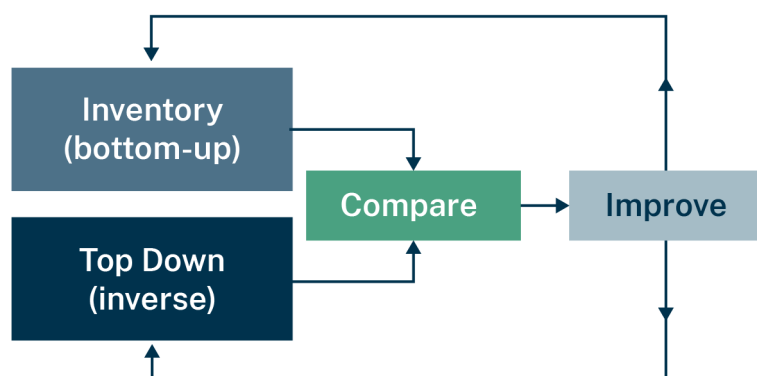 Inventory
(bottom-up)
Compare
Improve
Top Down
(inverse)